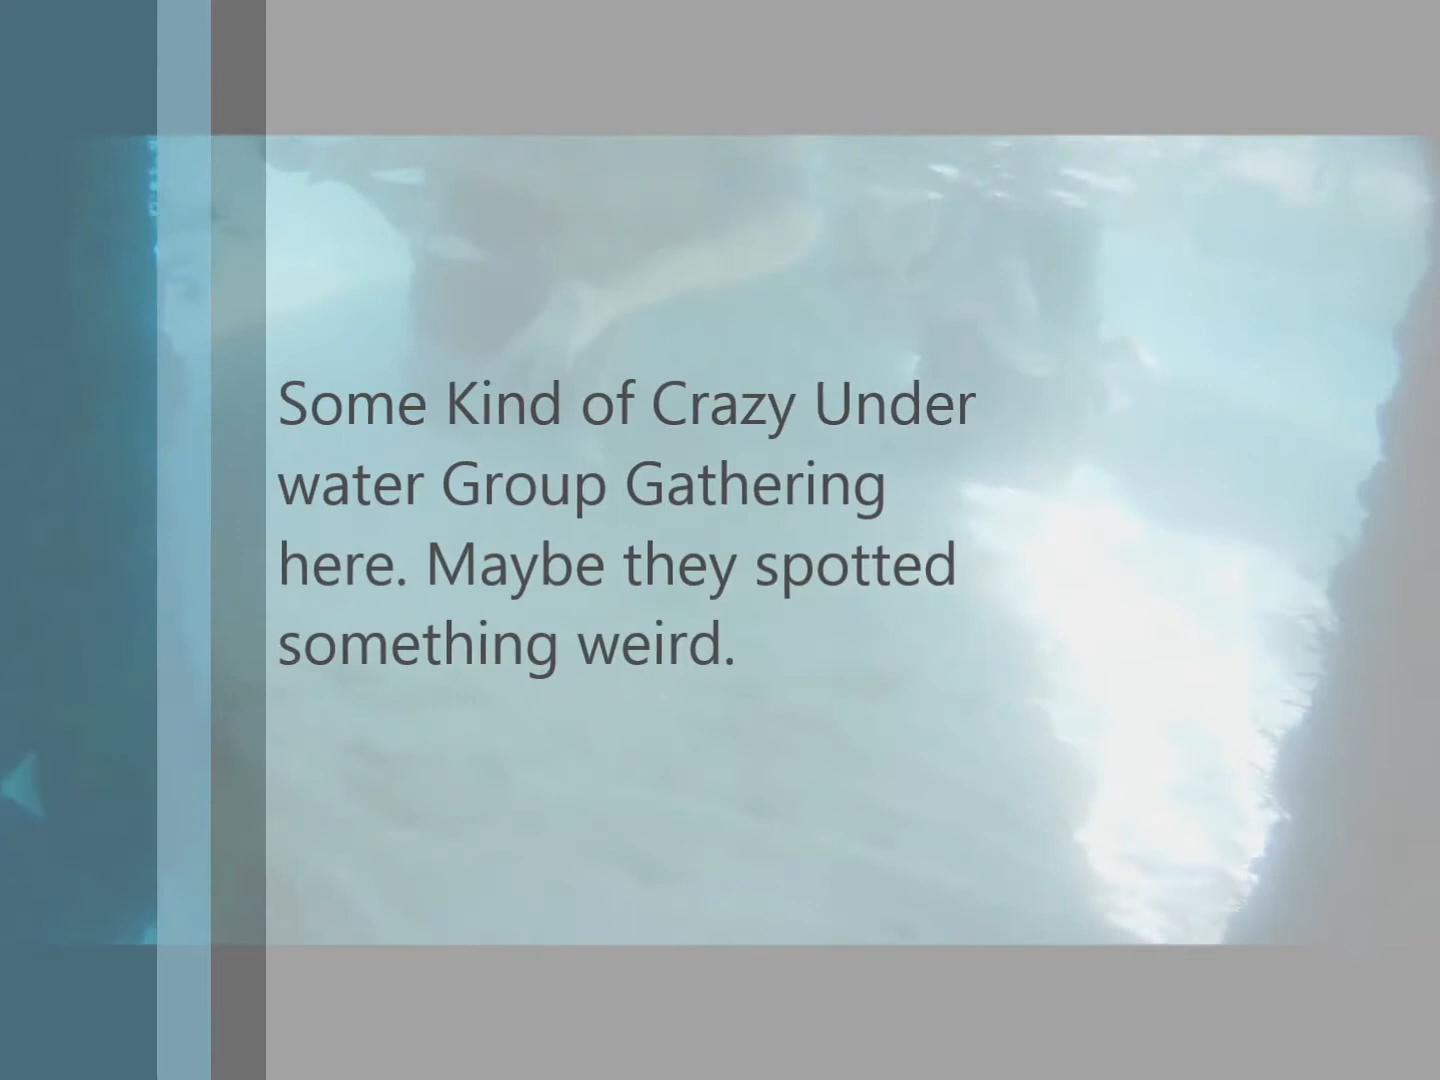 Some Kind of Crazy Under
water Group Gathering
here. Maybe they spotted
something weird.